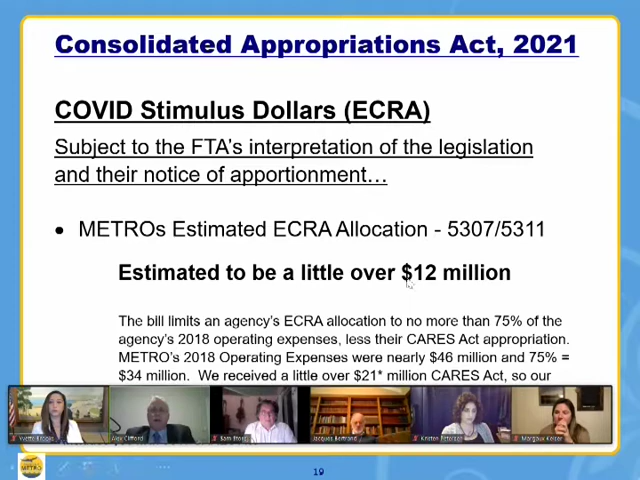 Consolidated Appropriations Act, 2021
COVID Stimulus Dollars (ECRA)
Subject to the FTA's interpretation of the legislation
and their notice of apportionment…
• METROs Estimated ECRA Allocation - 5307/5311
Estimated to be a little over $12 million
The bill limits an agency's ECRA allocation to no more than 75% of the
agency's 2018 operating expenses, less their CARES Act appropriation.
METRO's 2018 Operating Expenses were nearly $46 million and 75% =
$34 million. We received a little over $21* million CARES Act, so our
Yvette Brooks
Alex Clifford
Jacques Bertrand
Kristen Petersen
Margaux Keiser
METRO
19